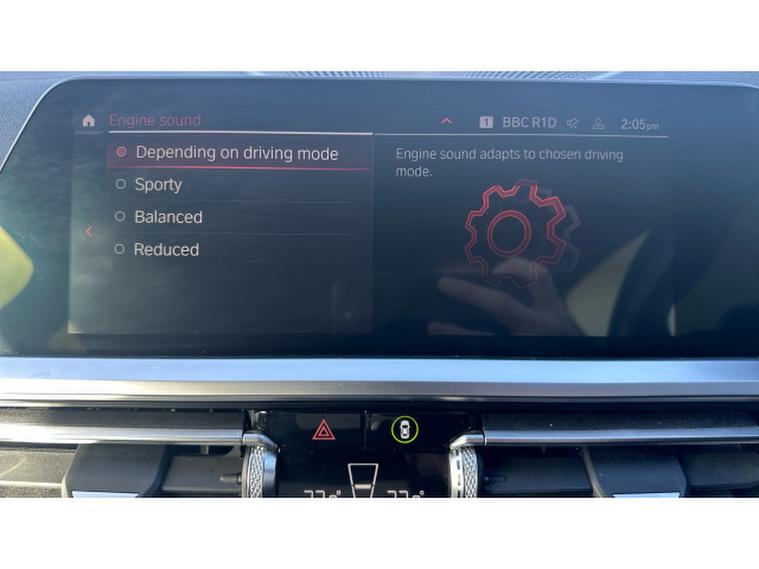 Engine sound
1 BBC R1D 2:05pm
Depending on driving mode
Sporty
Balanced
Reduced
Engine sound adapts to chosen driving
mode.